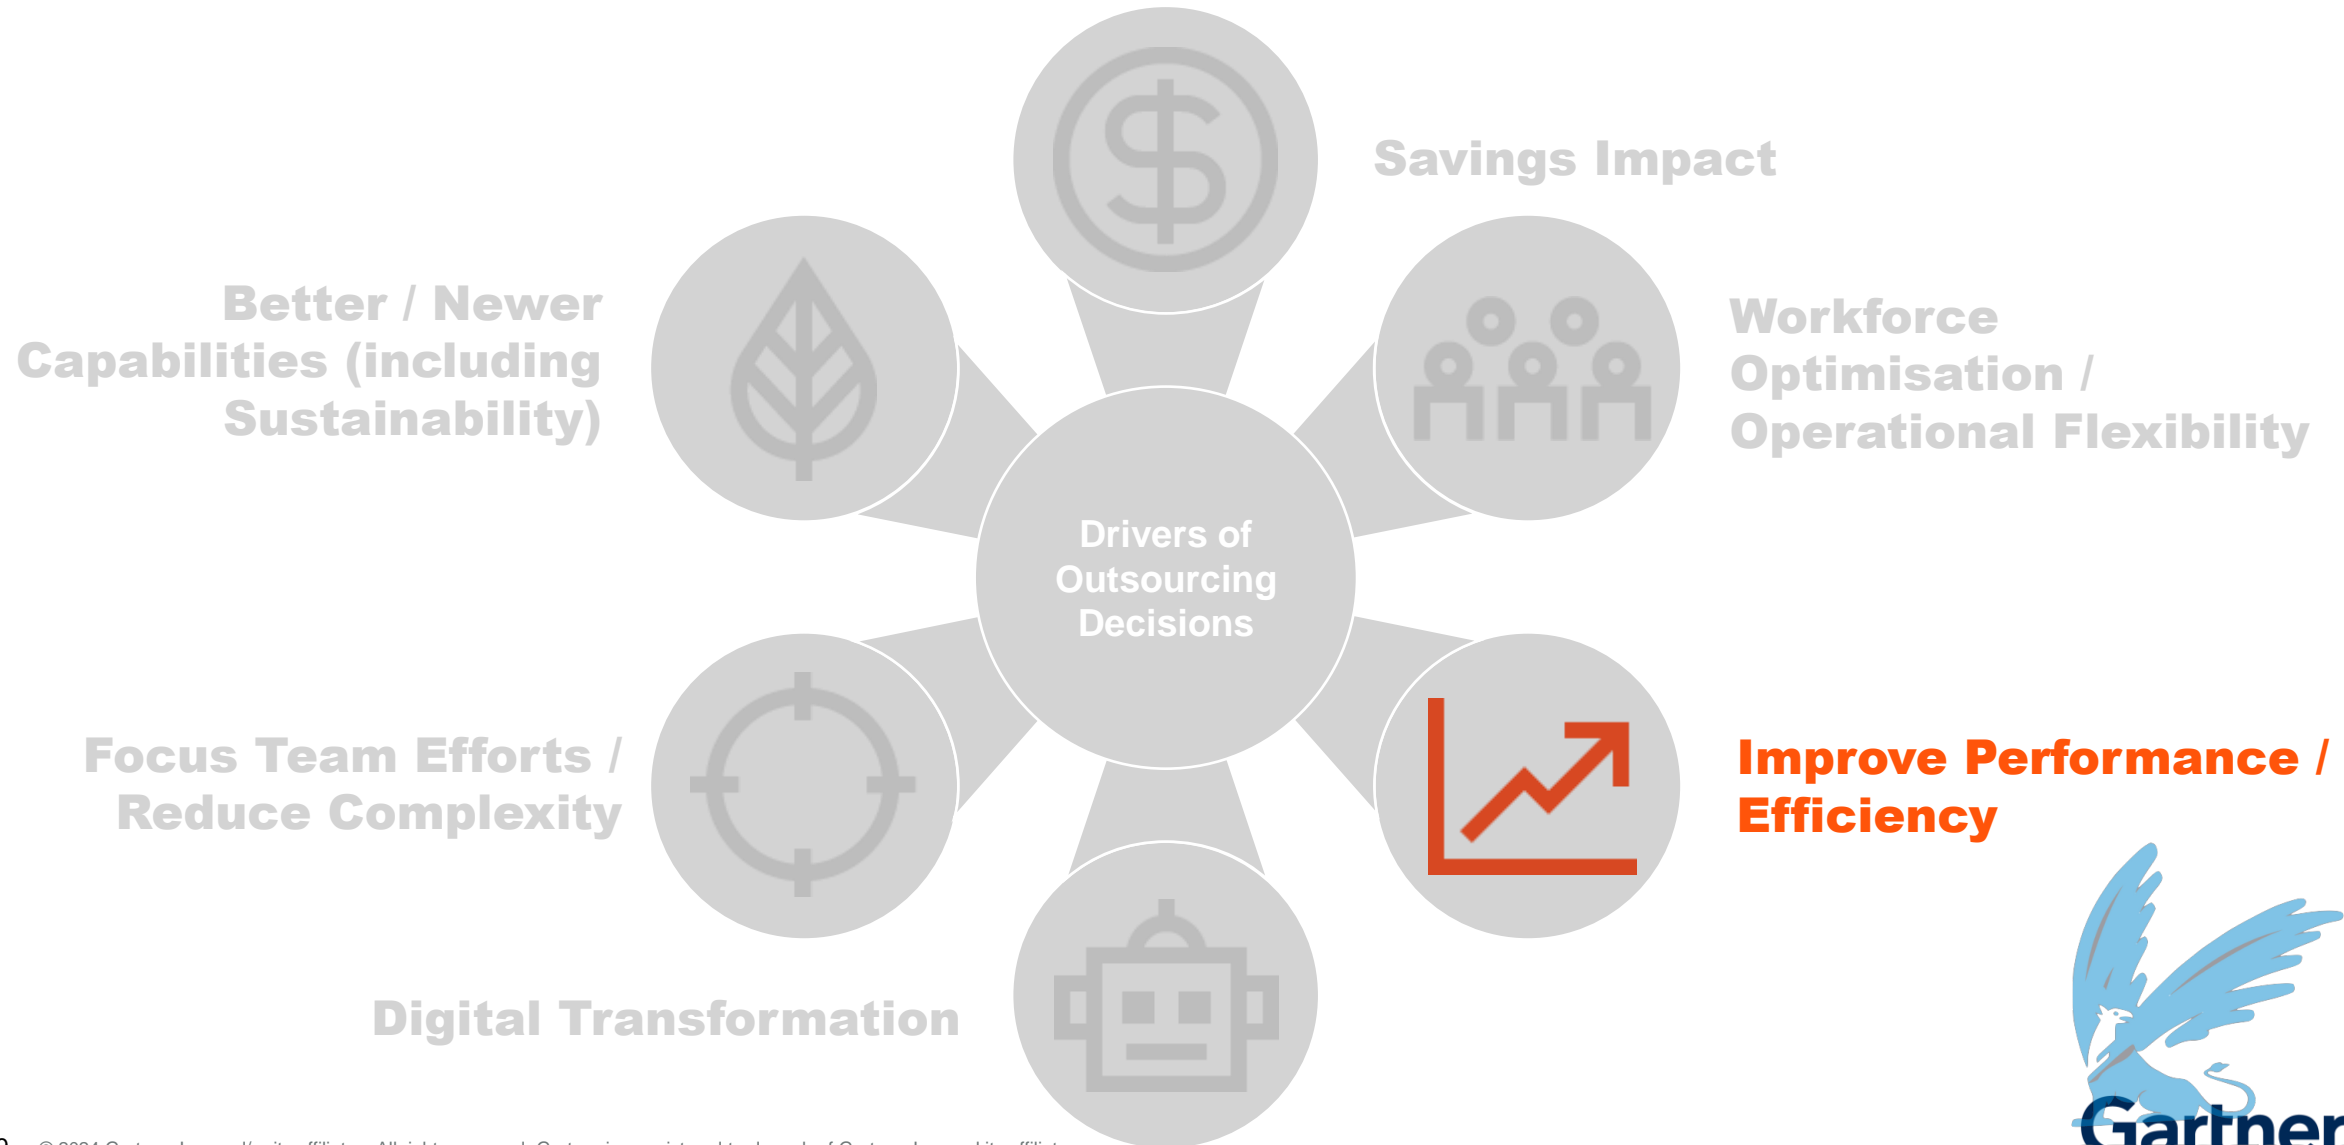 Savings Impact
Better / Newer
Capabilities (including
Sustainability)
Workforce
Optimisation /
Operational Flexibility
Drivers of
Outsourcing
Decisions
Focus Team Efforts /
Reduce Complexity
Improve Performance /
Efficiency
Digital Transformation
Gartner